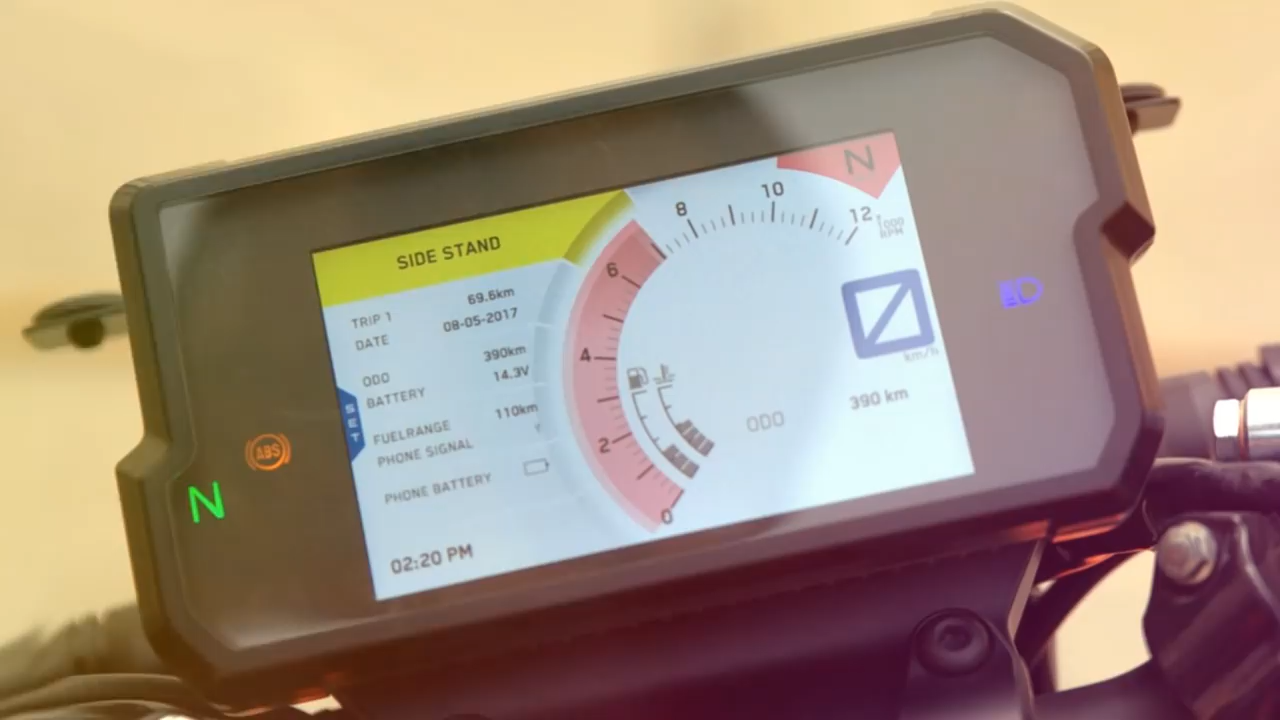 SIDE STAND
TRIP 1 69.6km
DATE 08-05-2017
ODO 390km
BATTERY 14.3V
FUELRANGE 110km
PHONE SIGNAL
PHONE BATTERY
02:20 PM
SET
0
2
4
6
8
10
12
1000
RPM
N
0
km/h
ODO 390 km
ABS
N